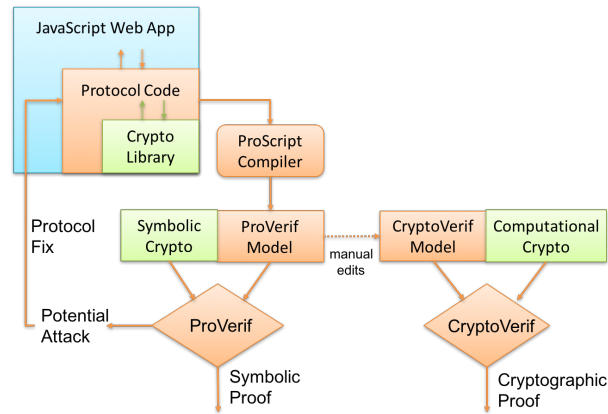 JavaScript Web App
Protocol Code
Crypto
Library
ProScript
Compiler
Protocol
Fix
Symbolic
Crypto
ProVerif
Model
manual
edits
CryptoVerif
Model
Computational
Crypto
Potential
Attack
ProVerif
CryptoVerif
Symbolic
Proof
Cryptographic
Proof